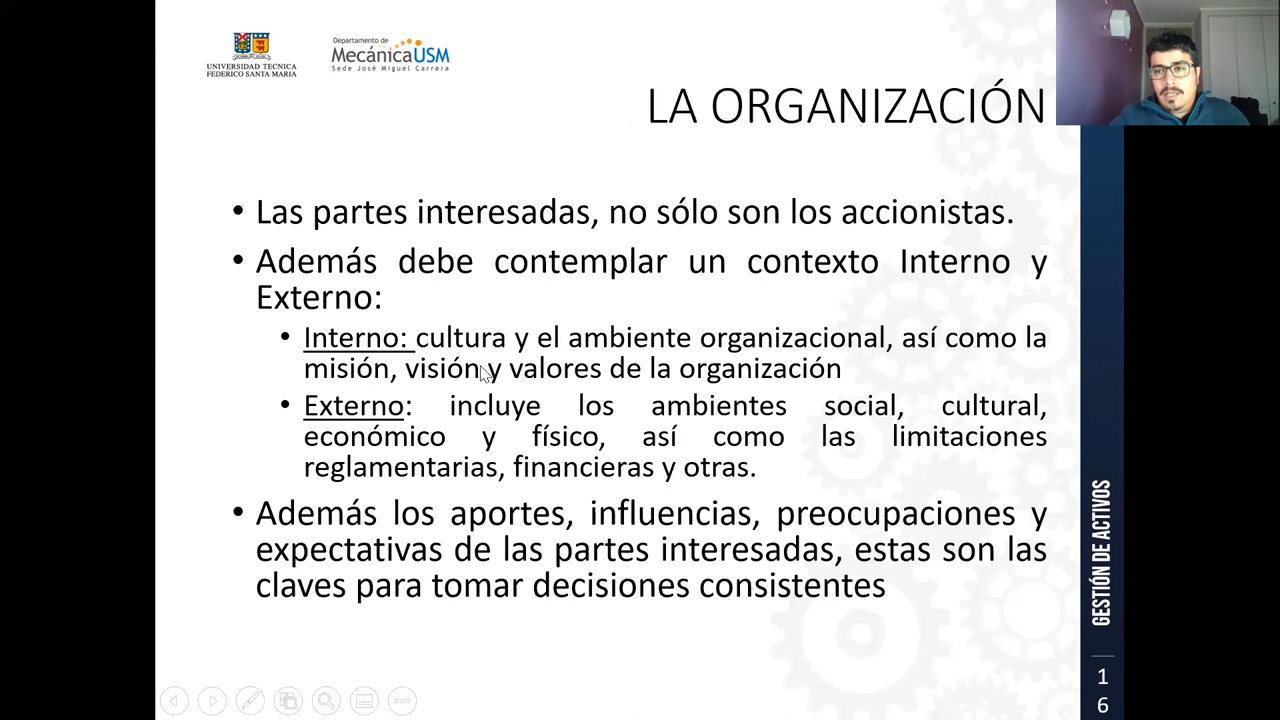 UNIVERSIDAD TECNICA
FEDERICO SANTA MARIA
Departamento de
MecánicaUSM
Sede José Miguel Carrera
LA ORGANIZACIÓN
• Las partes interesadas, no sólo son los accionistas.
• Además debe contemplar un contexto Interno y
Externo:
• Interno: cultura y el ambiente organizacional, así como la
misión, visión y valores de la organización
• Externo: incluye los ambientes social, cultural,
económico y físico, así como las limitaciones
reglamentarias, financieras y otras.
• Además los aportes, influencias, preocupaciones y
expectativas de las partes interesadas, estas son las
claves para tomar decisiones consistentes
GESTIÓN DE ACTIVOS
1
6